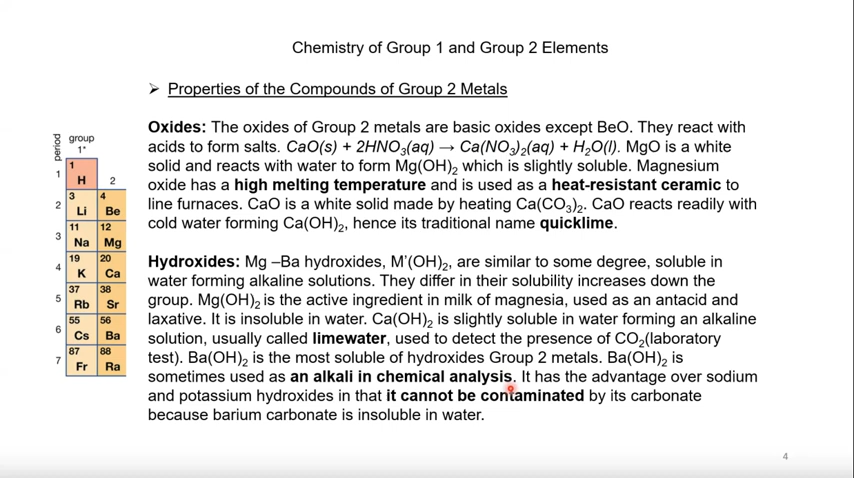 Chemistry of Group 1 and Group 2 Elements
➢ Properties of the Compounds of Group 2 Metals
Oxides: The oxides of Group 2 metals are basic oxides except BeO. They react with
acids to form salts. CaO(s) + 2HNO₃(aq) → Ca(NO₃)₂(aq) + H₂O(l). MgO is a white
solid and reacts with water to form Mg(OH)₂ which is slightly soluble. Magnesium
oxide has a high melting temperature and is used as a heat-resistant ceramic to
line furnaces. CaO is a white solid made by heating Ca(CO₃)₂. CaO reacts readily with
cold water forming Ca(OH)₂, hence its traditional name quicklime.
Hydroxides: Mg –Ba hydroxides, M'(OH)₂, are similar to some degree, soluble in
water forming alkaline solutions. They differ in their solubility increases down the
group. Mg(OH)₂ is the active ingredient in milk of magnesia, used as an antacid and
laxative. It is insoluble in water. Ca(OH)₂ is slightly soluble in water forming an alkaline
solution, usually called limewater, used to detect the presence of CO₂(laboratory
test). Ba(OH)₂ is the most soluble of hydroxides Group 2 metals. Ba(OH)₂ is
sometimes used as an alkali in chemical analysis. It has the advantage over sodium
and potassium hydroxides in that it cannot be contaminated by its carbonate
because barium carbonate is insoluble in water.
period
group
1*
2
1
1
H
2
3 4
Li Be
3
11 12
Na Mg
4
19 20
K Ca
5
37 38
Rb Sr
6
55 56
Cs Ba
7
87 88
Fr Ra
4